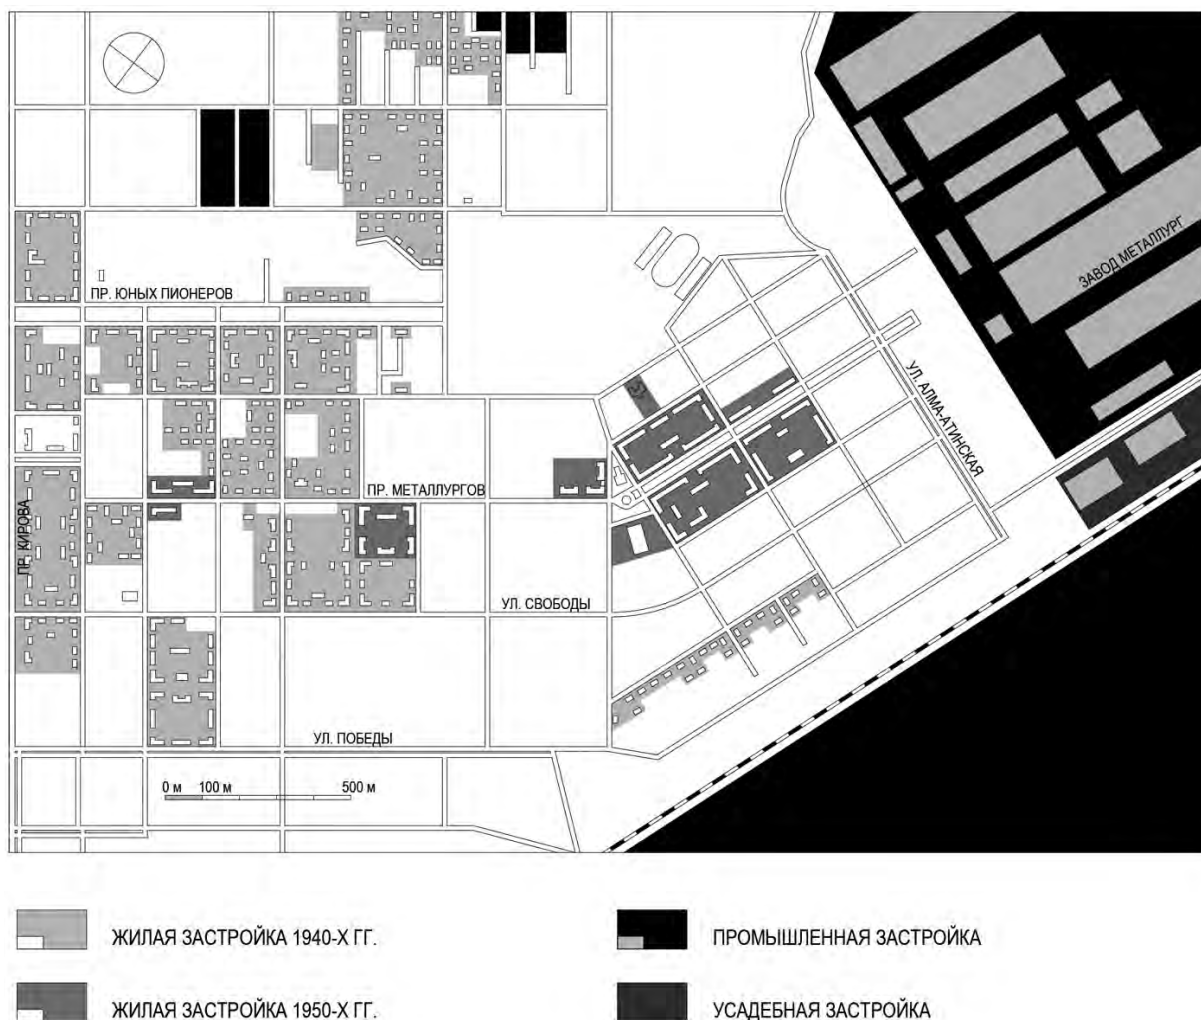 ЗАВОД МЕТАЛЛУРГ
ПР. ЮНЫХ ПИОНЕРОВ
УЛ. АЛМА-АТИНСКАЯ
ПР. МЕТАЛЛУРГОВ
ПР. КИРОВА
УЛ. СВОБОДЫ
УЛ. ПОБЕДЫ
0 м 100 м 500 м
ЖИЛАЯ ЗАСТРОЙКА 1940-Х ГГ.
ПРОМЫШЛЕННАЯ ЗАСТРОЙКА
ЖИЛАЯ ЗАСТРОЙКА 1950-Х ГГ.
УСАДЕБНАЯ ЗАСТРОЙКА